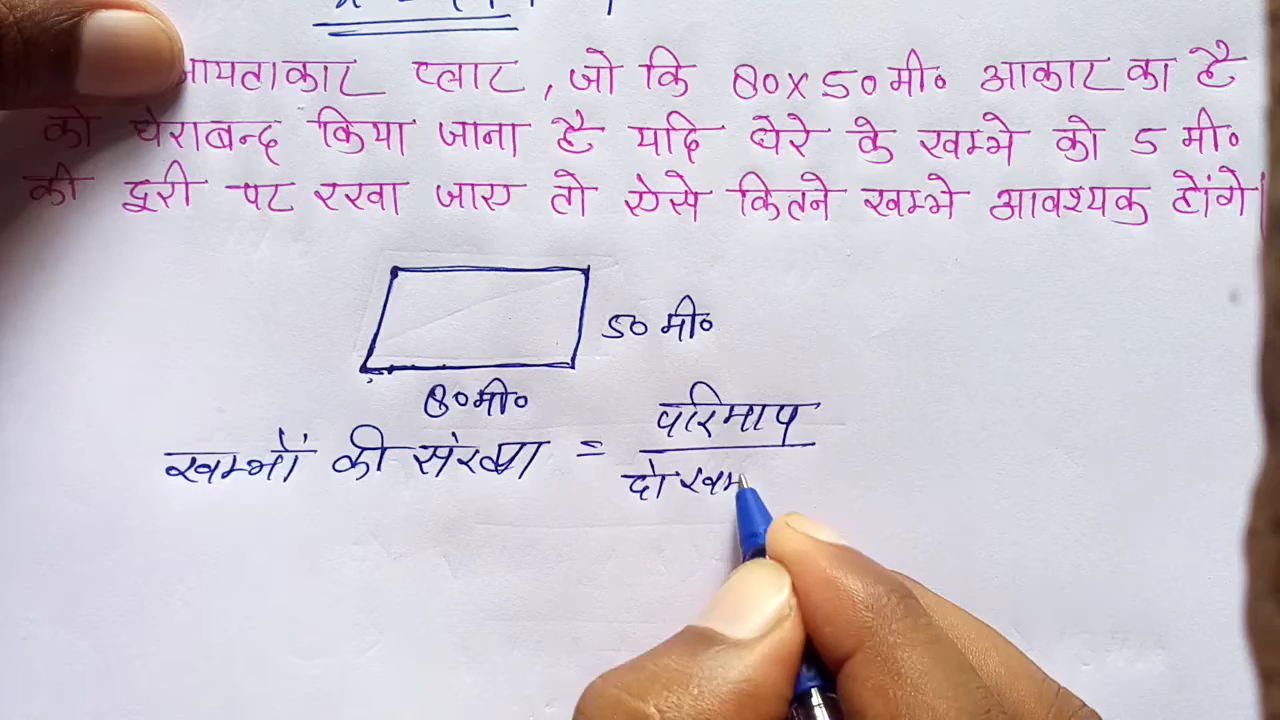 आयताकार प्लाट, जो कि 80×50 मी० आकार का है
को घेराबन्द किया जाना है यदि घेरे के खम्भे को 5 मी०
की दूरी पर रखा जाए तो ऐसे कितने खम्भे आवश्यक होंगे।
50 मी०
80 मी०
खम्भों की संख्या = परिमाप
दो खम